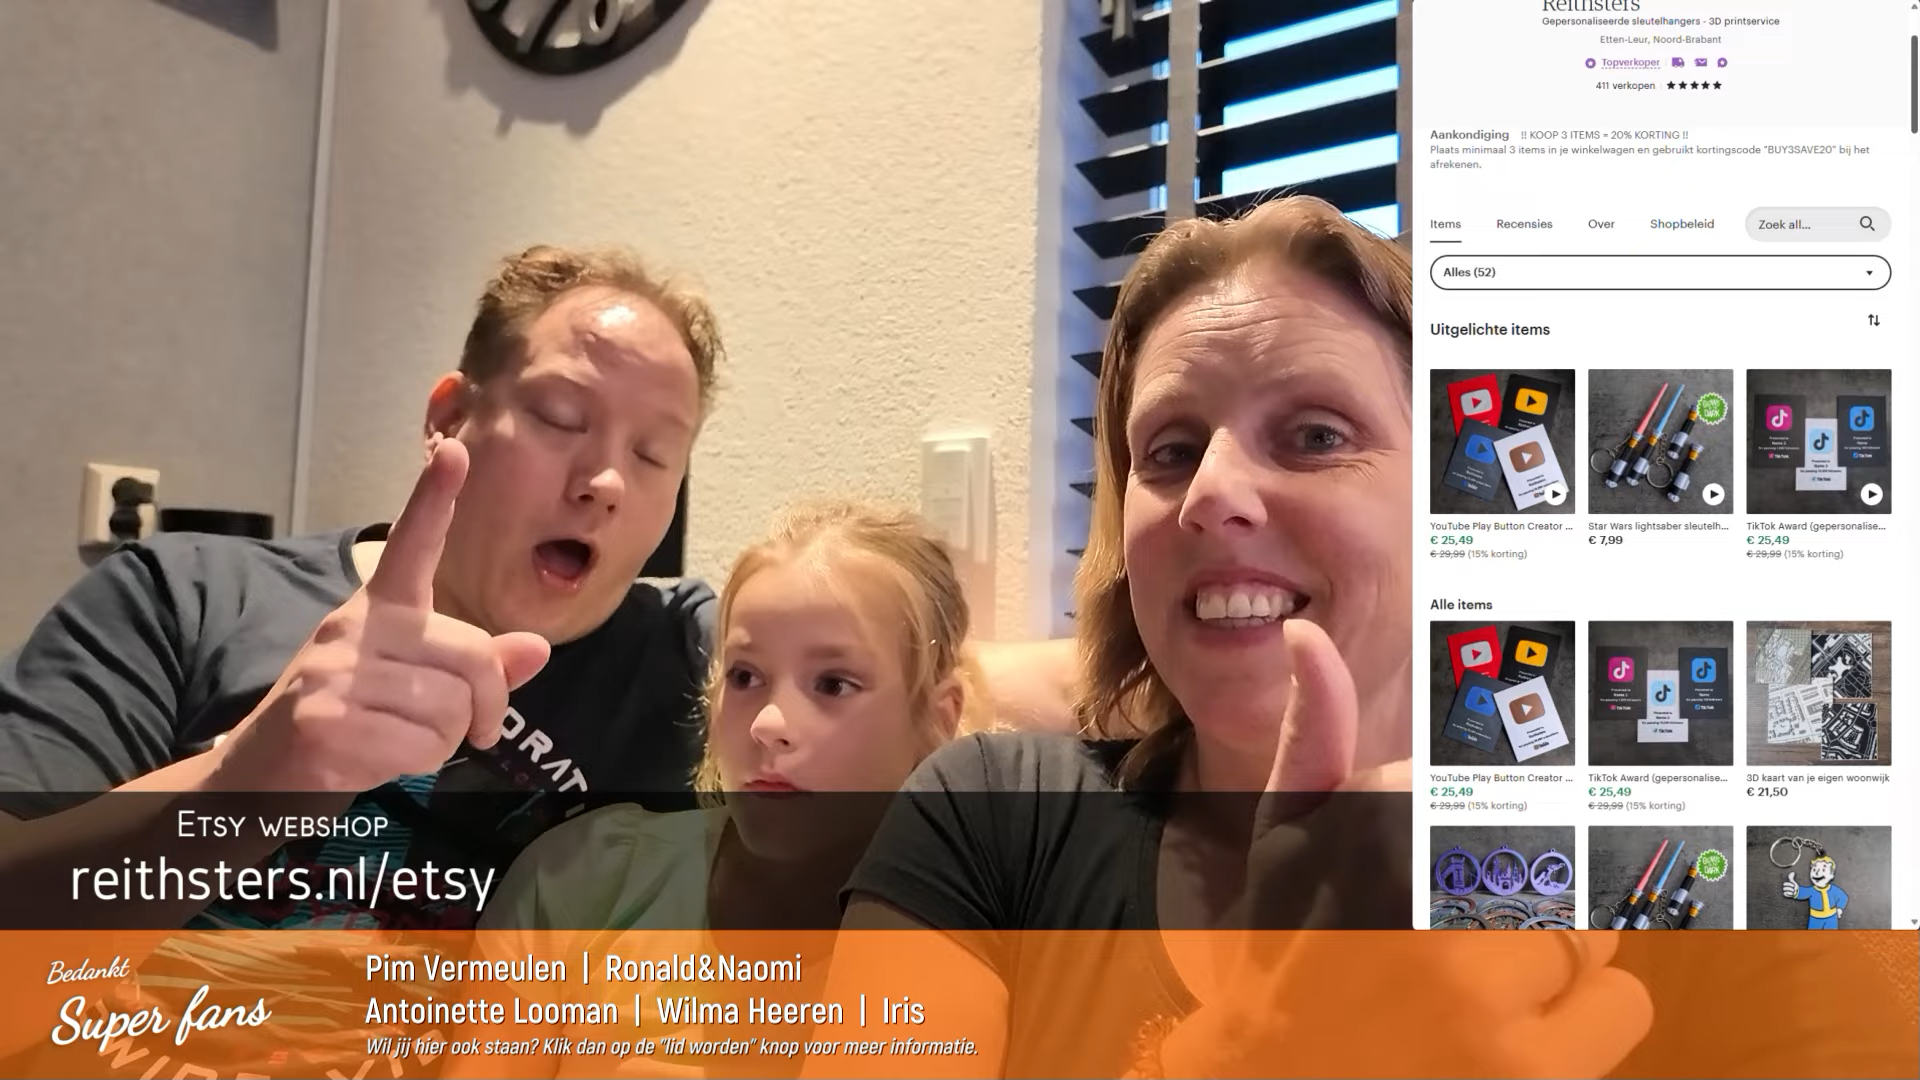 Reithsters
Gepersonaliseerde sleutelhangers - 3D printservice
Etten-Leur, Noord-Brabant
Topverkoper
411 verkopen
Aankondiging !! KOOP 3 ITEMS = 20% KORTING !!
Plaats minimaal 3 items in je winkelwagen en gebruikt kortingscode "BUY3SAVE20" bij het
afrekenen.
Items Recensies Over Shopbeleid Zoek all...
Alles (52)
Uitgelichte items
YouTube Play Button Creator ... Star Wars lightsaber sleutelh... TikTok Award (gepersonalise...
€ 25,49 € 7,99 € 25,49
€ 29,99 (15% korting) € 29,99 (15% korting)
Alle items
YouTube Play Button Creator ... TikTok Award (gepersonalise... 3D kaart van je eigen woonwijk
€ 25,49 € 25,49 € 21,50
€ 29,99 (15% korting) € 29,99 (15% korting)
ORAT
Etsy webshop
reithsters.nl/etsy
Bedankt
Super fans
Pim Vermeulen | Ronald&Naomi
Antoinette Looman | Wilma Heeren | Iris
Wil jij hier ook staan? Klik dan op de "lid worden" knop voor meer informatie.